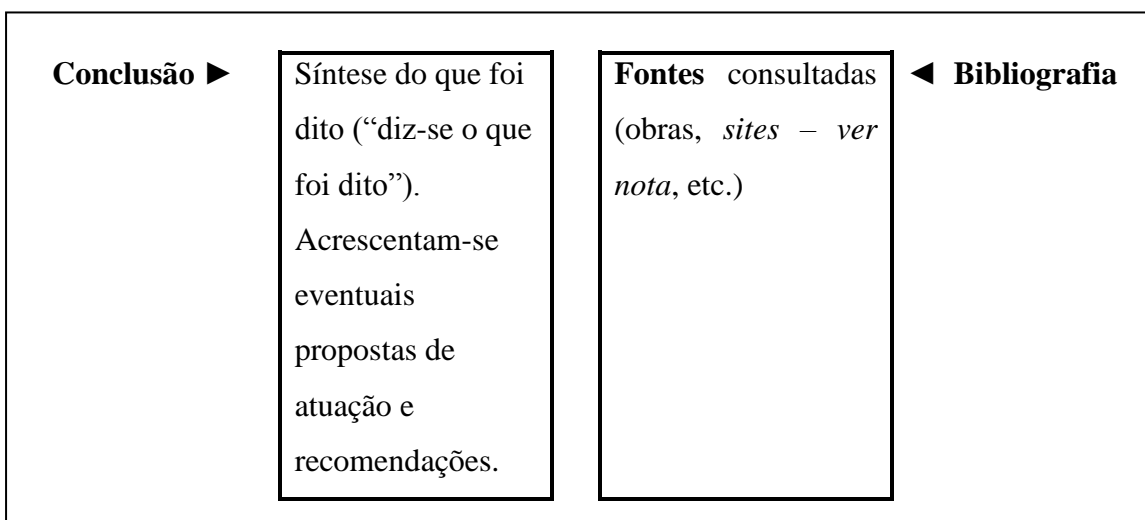 Conclusão ►
Síntese do que foi
dito (“diz-se o que
foi dito”).
Acrescentam-se
eventuais
propostas de
atuação e
recomendações.
Fontes consultadas
(obras, sites – ver
nota, etc.)
◄ Bibliografia